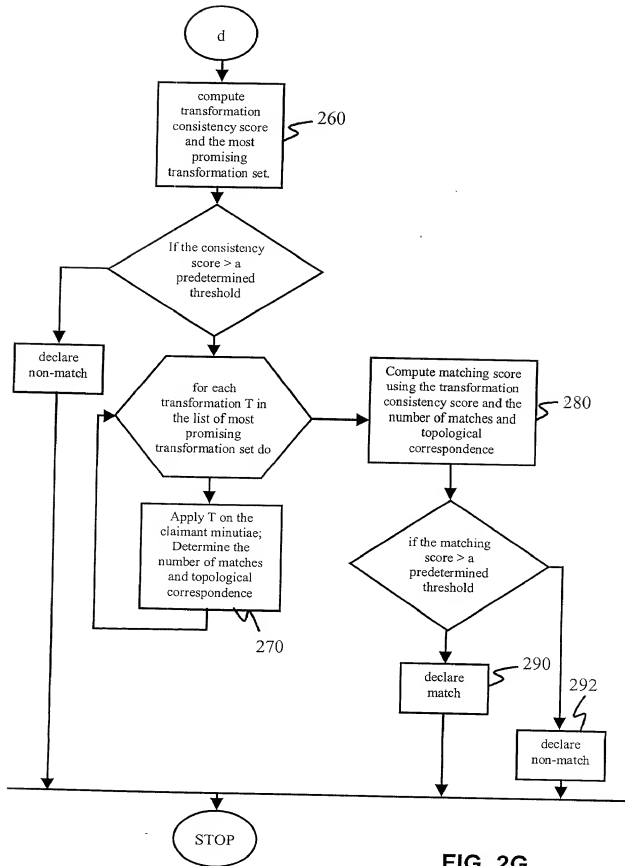 d
compute
transformation
consistency score
and the most
promising
transformation set.
260
If the consistency
score > a
predetermined
threshold
declare
non-match
for each
transformation T in
the list of most
promising
transformation set do
Compute matching score
using the transformation
consistency score and the
number of matches and
topological
correspondence
280
Apply T on the
claimant minutiae;
Determine the
number of matches
and topological
correspondence
270
if the matching
score > a
predetermined
threshold
declare
match
290
292
declare
non-match
STOP
FIG. 2G